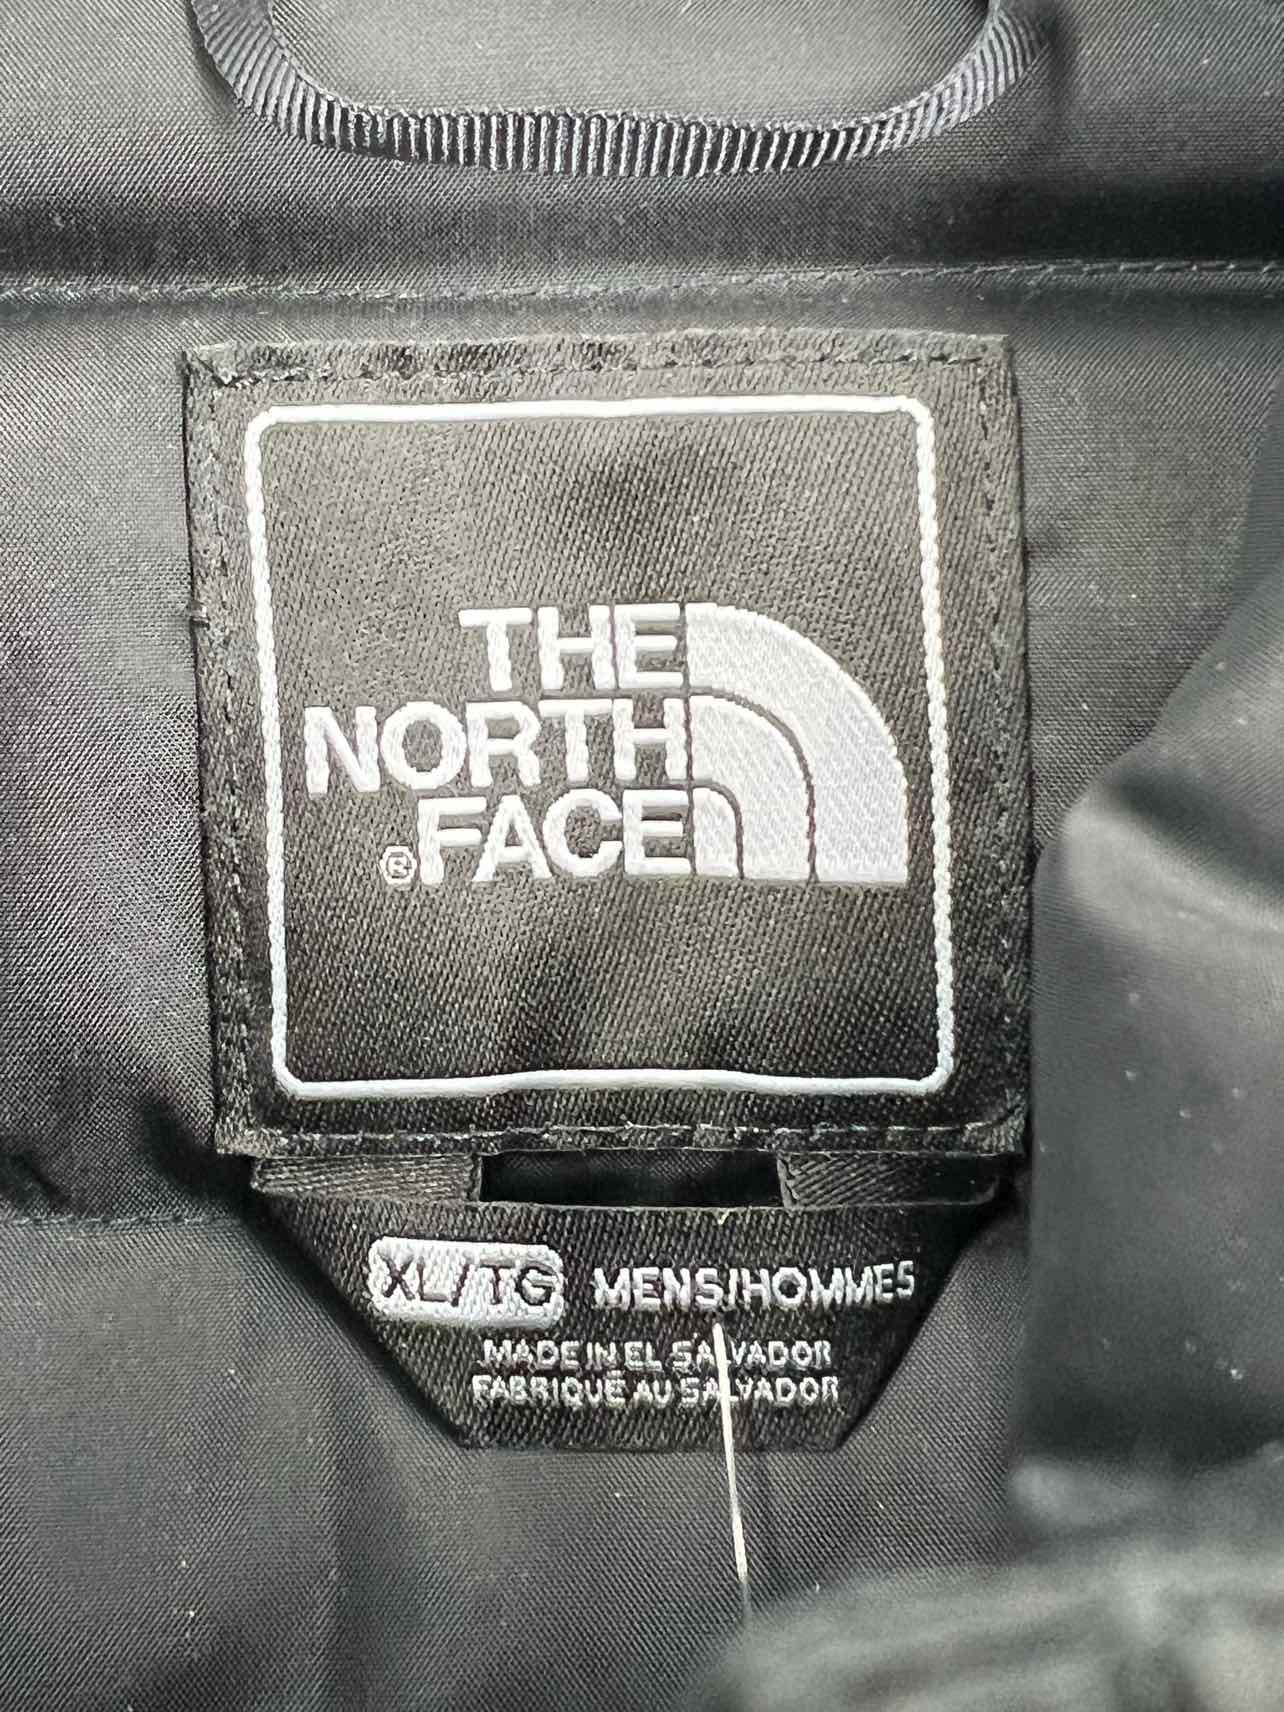 THE
NORTH
®FACE
XL/TG MENS/HOMMES
MADE IN EL SALVADOR
FABRIQUÉ AU SALVADOR